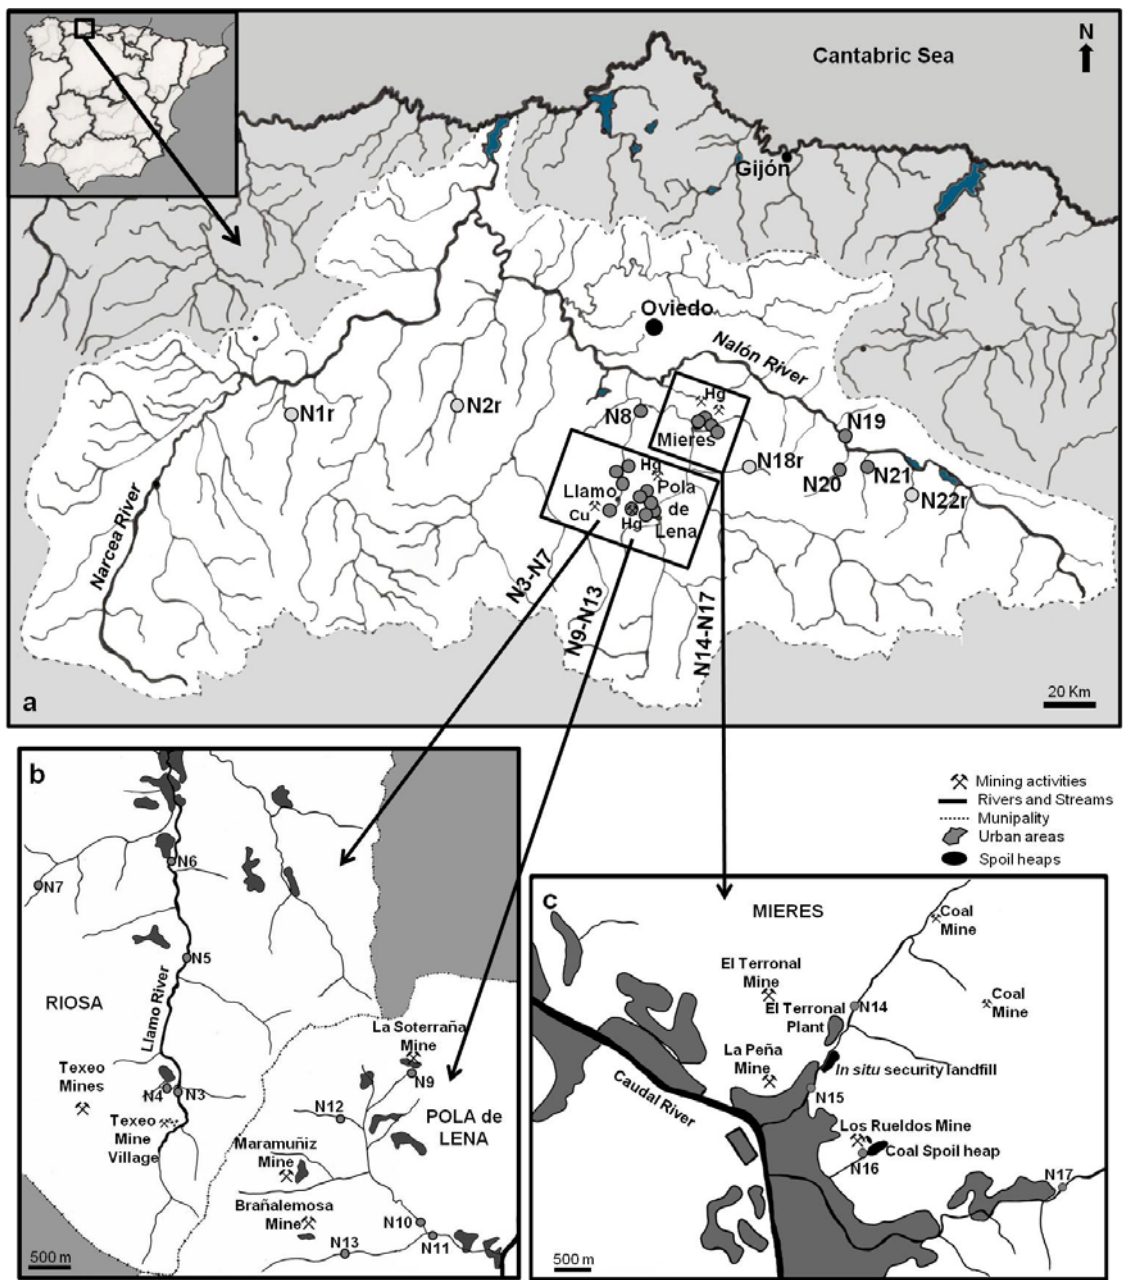 N
Cantabric Sea
Gijón
Oviedo
Nalón River
Hg
N1r
N2r
N8
Mieres
N19
N18r
N20
N21
N22r
Hg
Llamo
Pola
de
Lena
Cu
Hg
Narcea River
N3-N7
N9-N13
N14-N17
a
20 Km
b
N6
N7
N5
RIOSA
Llamo River
Texeo
Mines
N4
N3
Texeo
Mine
Village
La Soterraña
Mine
N9
N12
POLA de
LENA
Maramuñiz
Mine
Brañalemosa
Mine
N10
N11
N13
500 m
Mining activities
Rivers and Streams
Munipality
Urban areas
Spoil heaps
c
MIERES
Coal
Mine
El Terronal
Mine
Coal
Mine
El Terronal
Plant
N14
La Peña
Mine
In situ security landfill
Caudal River
N15
Los Rueldos Mine
Coal Spoil heap
N16
N17
500 m